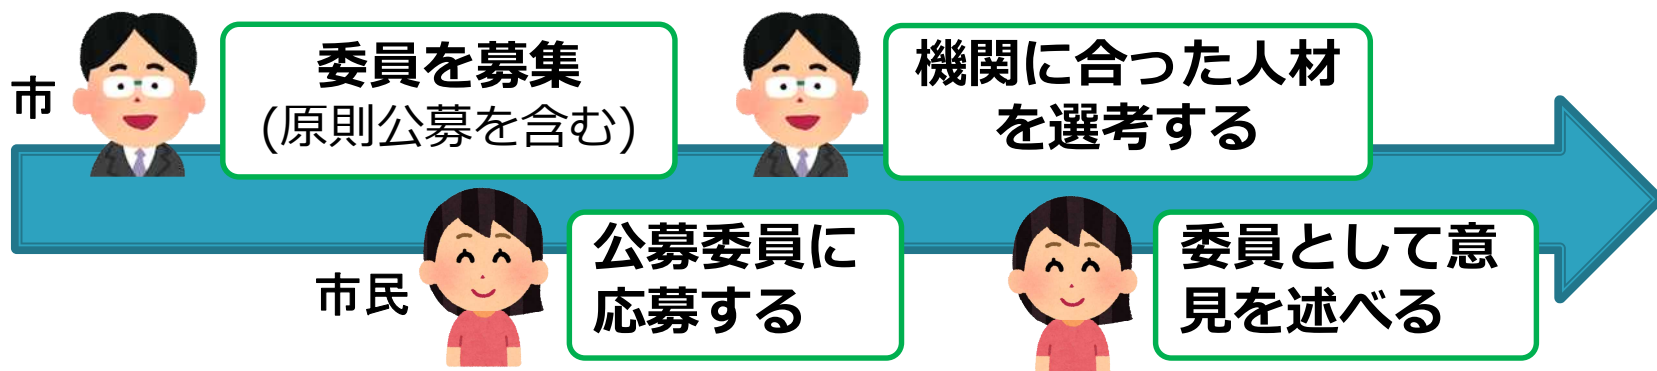 市
委員を募集
(原則公募を含む)
機関に合った人材
を選考する
市民
公募委員に
応募する
委員として意
見を述べる